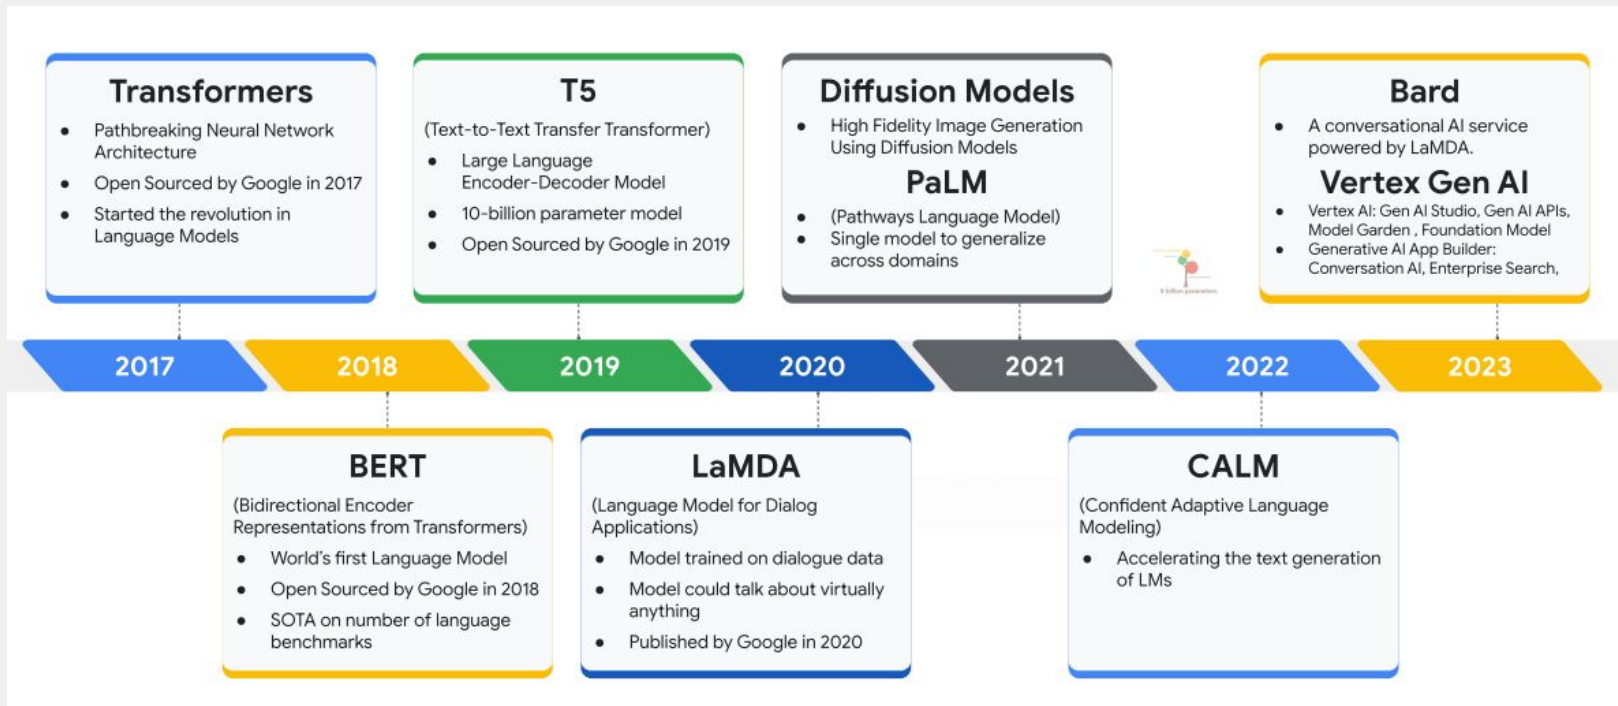 Transformers
Pathbreaking Neural Network
Architecture
Open Sourced by Google in 2017
Started the revolution in
Language Models
T5
(Text-to-Text Transfer Transformer)
Large Language
Encoder-Decoder Model
10-billion parameter model
Open Sourced by Google in 2019
Diffusion Models
High Fidelity Image Generation
Using Diffusion Models
PaLM
(Pathways Language Model)
Single model to generalize
across domains
8 billion parameters
Bard
A conversational AI service
powered by LaMDA.
Vertex Gen AI
Vertex AI: Gen AI Studio, Gen AI APIs,
Model Garden , Foundation Model
Generative AI App Builder:
Conversation AI, Enterprise Search,
2017
2018
2019
2020
2021
2022
2023
BERT
(Bidirectional Encoder
Representations from Transformers)
World's first Language Model
Open Sourced by Google in 2018
SOTA on number of language
benchmarks
LaMDA
(Language Model for Dialog
Applications)
Model trained on dialogue data
Model could talk about virtually
anything
Published by Google in 2020
CALM
(Confident Adaptive Language
Modeling)
Accelerating the text generation
of LMs